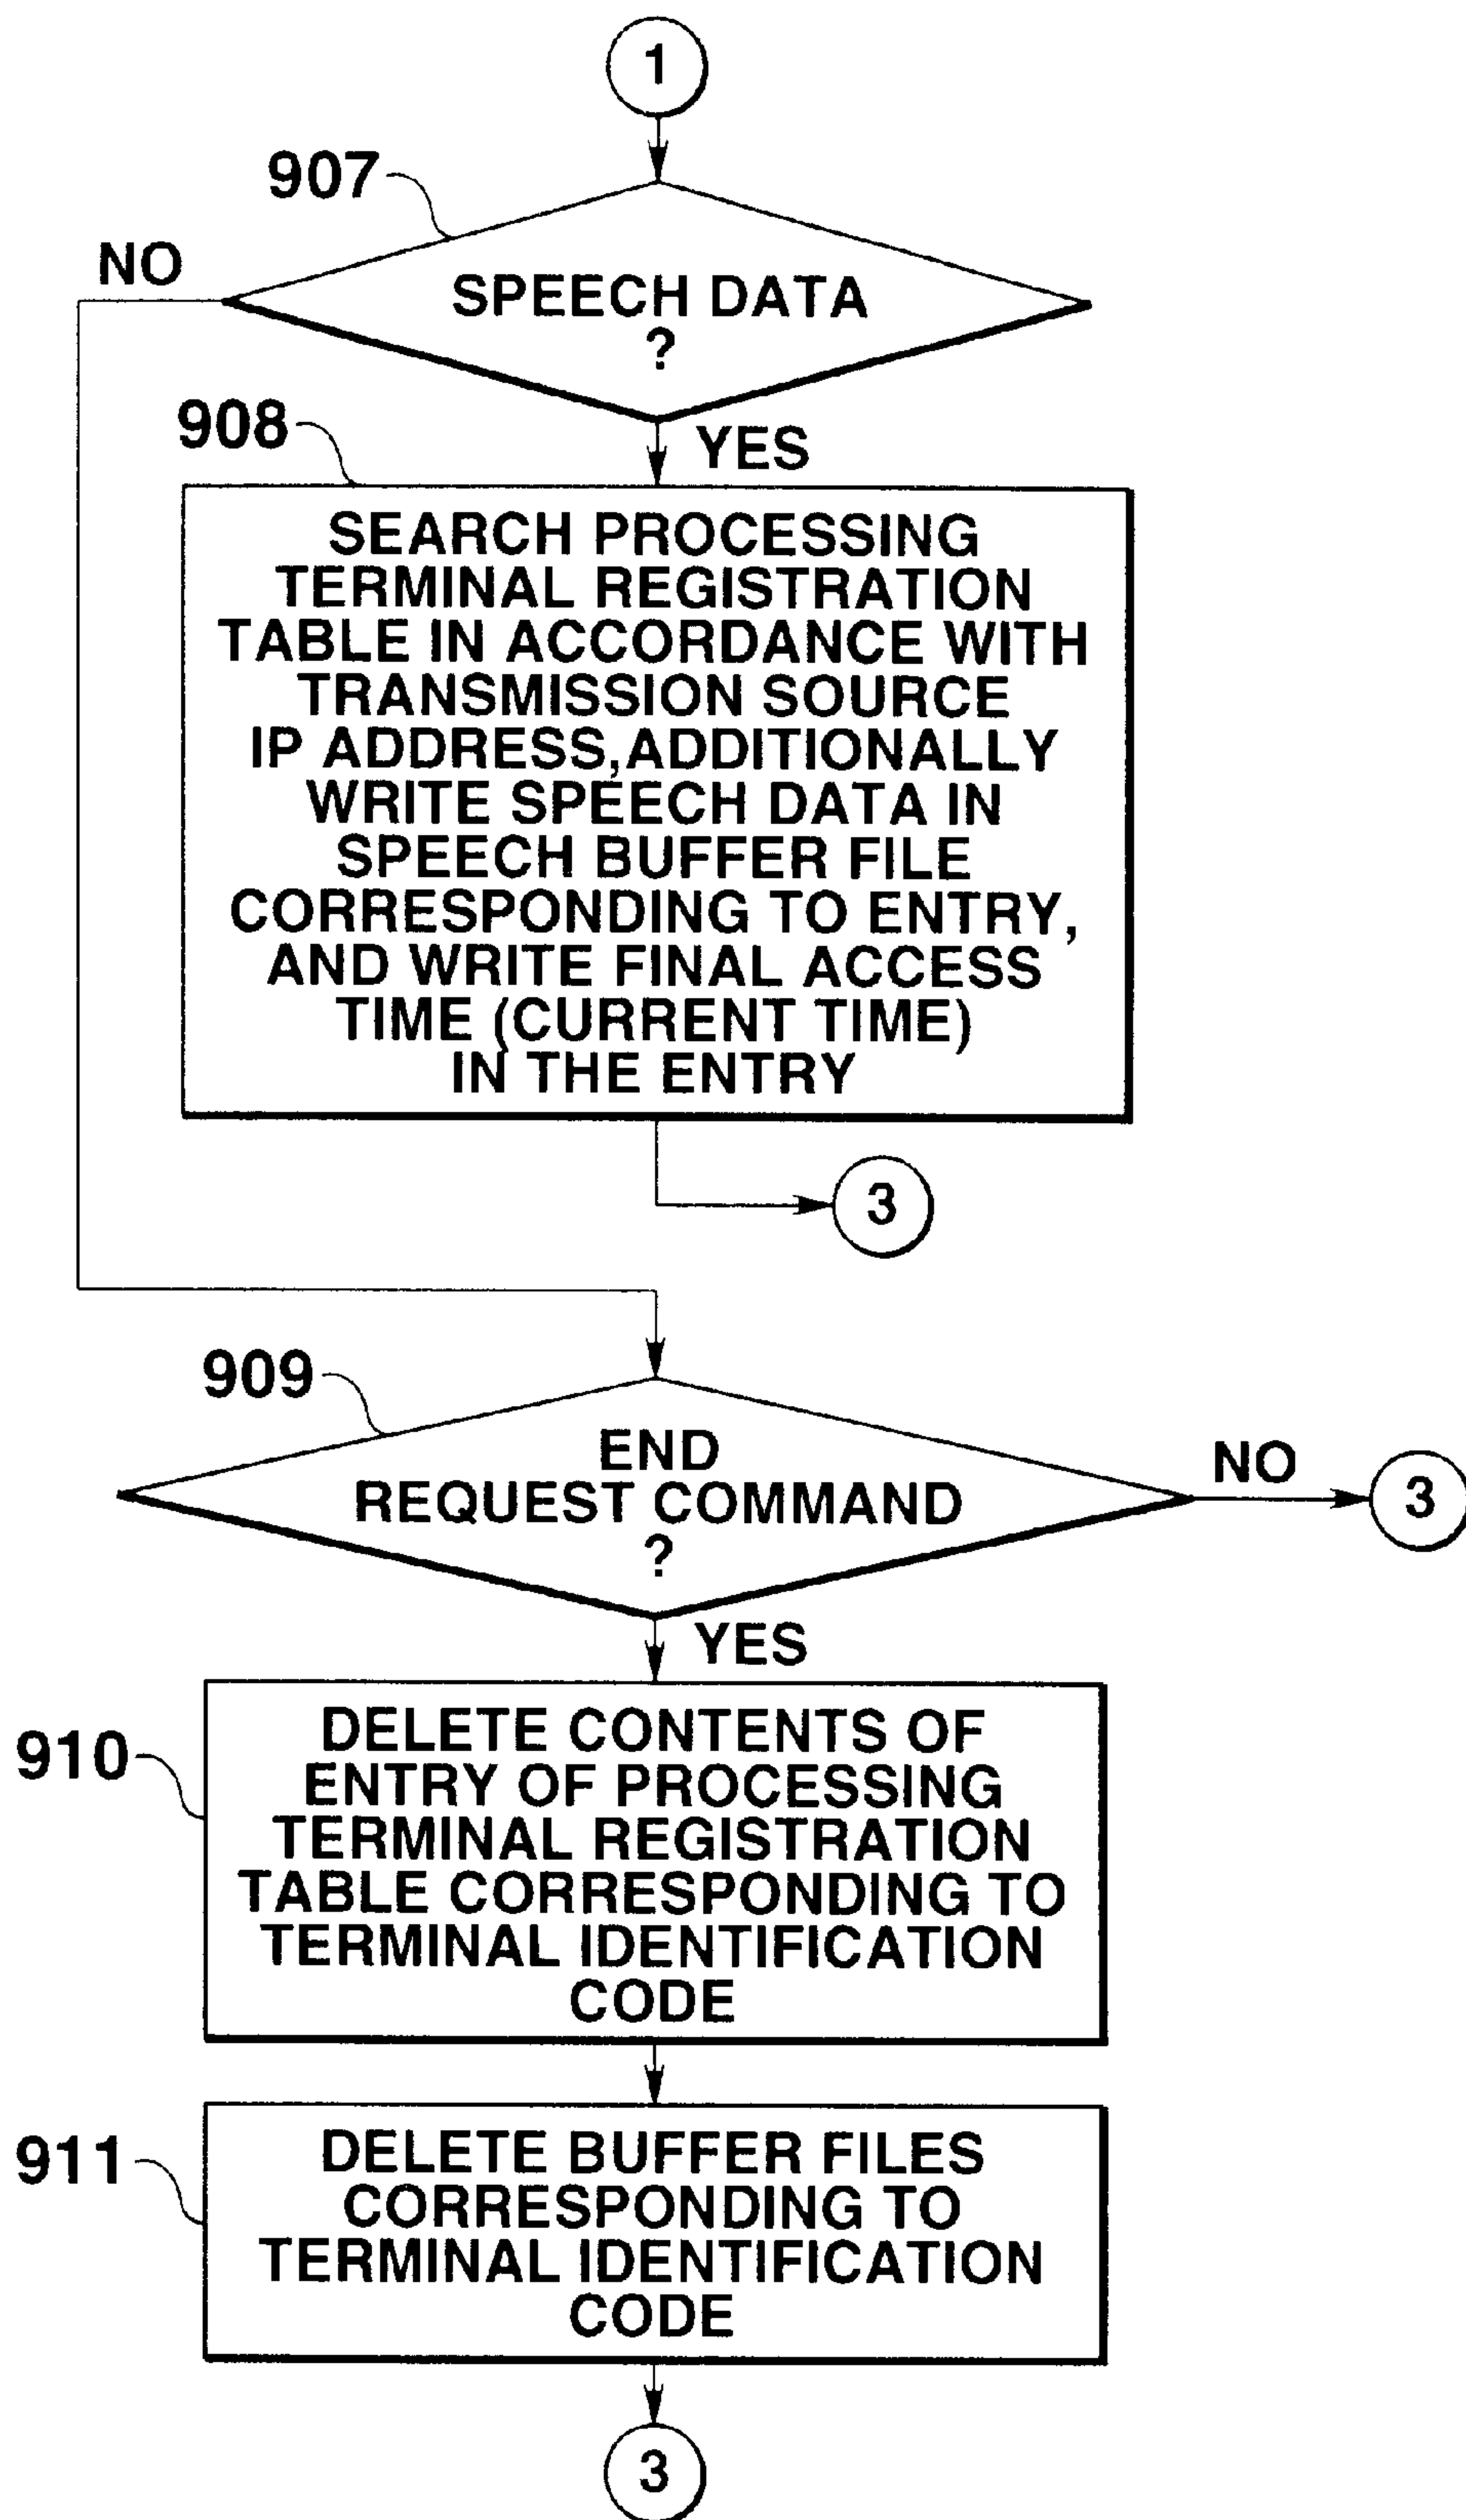 1
907
NO
SPEECH DATA
?
908
YES
SEARCH PROCESSING
TERMINAL REGISTRATION
TABLE IN ACCORDANCE WITH
TRANSMISSION SOURCE
IP ADDRESS,ADDITIONALLY
WRITE SPEECH DATA IN
SPEECH BUFFER FILE
CORRESPONDING TO ENTRY,
AND WRITE FINAL ACCESS
TIME (CURRENT TIME)
IN THE ENTRY
3
909
END
REQUEST COMMAND
?
NO
3
YES
910
DELETE CONTENTS OF
ENTRY OF PROCESSING
TERMINAL REGISTRATION
TABLE CORRESPONDING TO
TERMINAL IDENTIFICATION
CODE
911
DELETE BUFFER FILES
CORRESPONDING TO
TERMINAL IDENTIFICATION
CODE
3